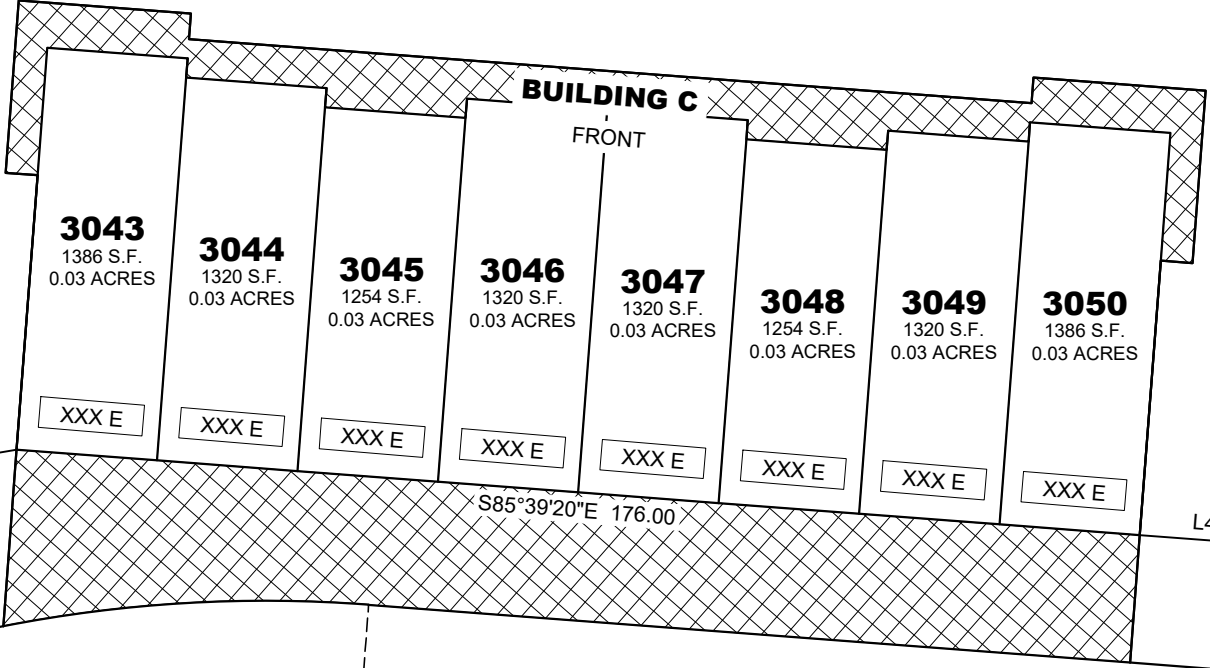 BUILDING C
FRONT
3043
1386 S.F.
0.03 ACRES
3044
1320 S.F.
0.03 ACRES
3045
1254 S.F.
0.03 ACRES
3046
1320 S.F.
0.03 ACRES
3047
1320 S.F.
0.03 ACRES
3048
1254 S.F.
0.03 ACRES
3049
1320 S.F.
0.03 ACRES
3050
1386 S.F.
0.03 ACRES
XXX E
XXX E
XXX E
XXX E
XXX E
XXX E
XXX E
XXX E
S85°39'20"E 176.00